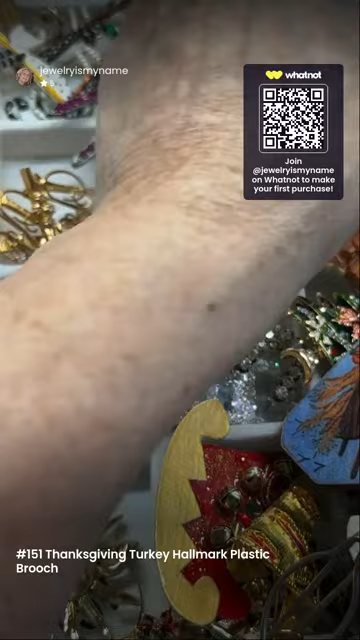 jewelryismyname
whatnot
Join
@jewelryismyname
on Whatnot to make
your first purchase!
#151 Thanksgiving Turkey Hallmark Plastic
Brooch